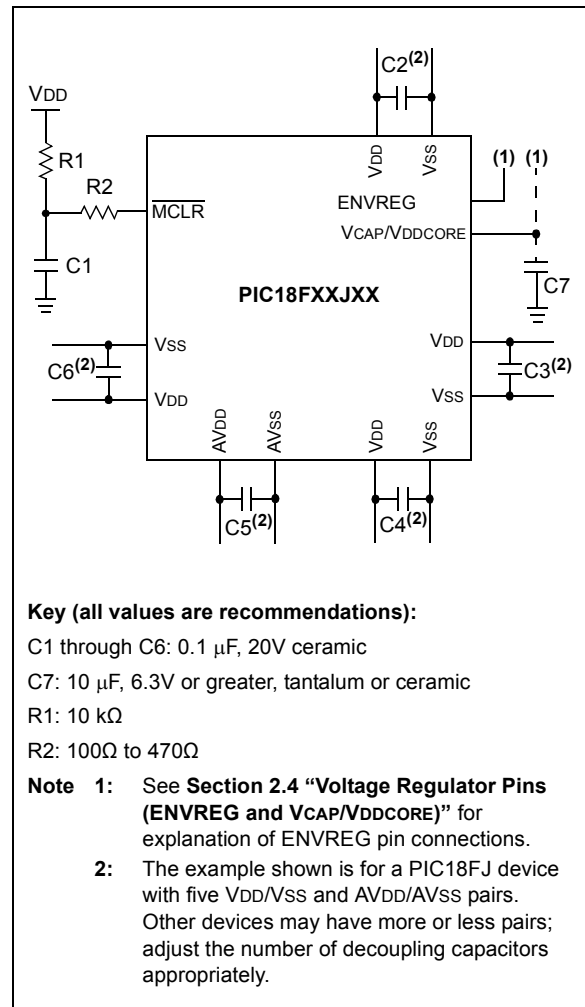 C2(2)
VDD
R1
R2
C1
VDD
VSS
(1) (1)
MCLR
ENVREG
VCAP/VDDCORE
C7
PIC18FXXJXX
VSS
C6(2)
VDD
VDD
C3(2)
VSS
AVDD
AVSS
VDD
VSS
C5(2)
C4(2)
Key (all values are recommendations):
C1 through C6: 0.1 μF, 20V ceramic
C7: 10 μF, 6.3V or greater, tantalum or ceramic
R1: 10 kΩ
R2: 100Ω to 470Ω
Note 1: See Section 2.4 “Voltage Regulator Pins
(ENVREG and VCAP/VDDCORE)” for
explanation of ENVREG pin connections.
2: The example shown is for a PIC18FJ device
with five VDD/VSS and AVDD/AVSS pairs.
Other devices may have more or less pairs;
adjust the number of decoupling capacitors
appropriately.